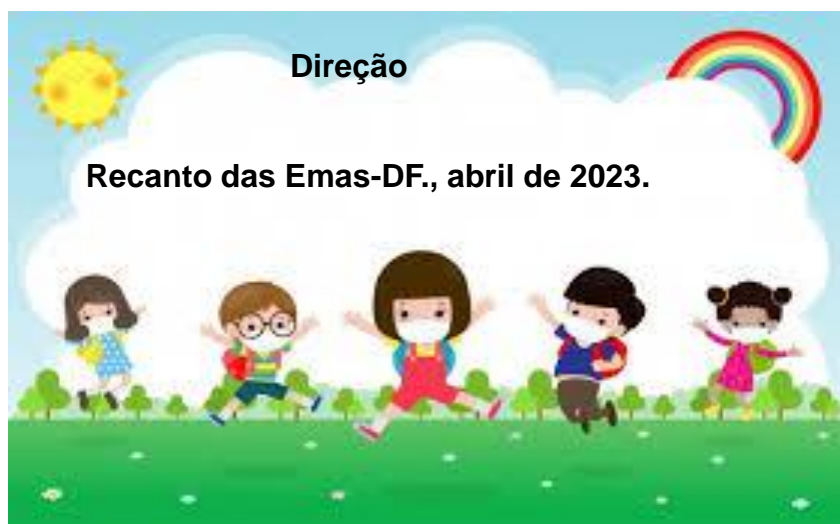 Direção
Recanto das Emas-DF., abril de 2023.